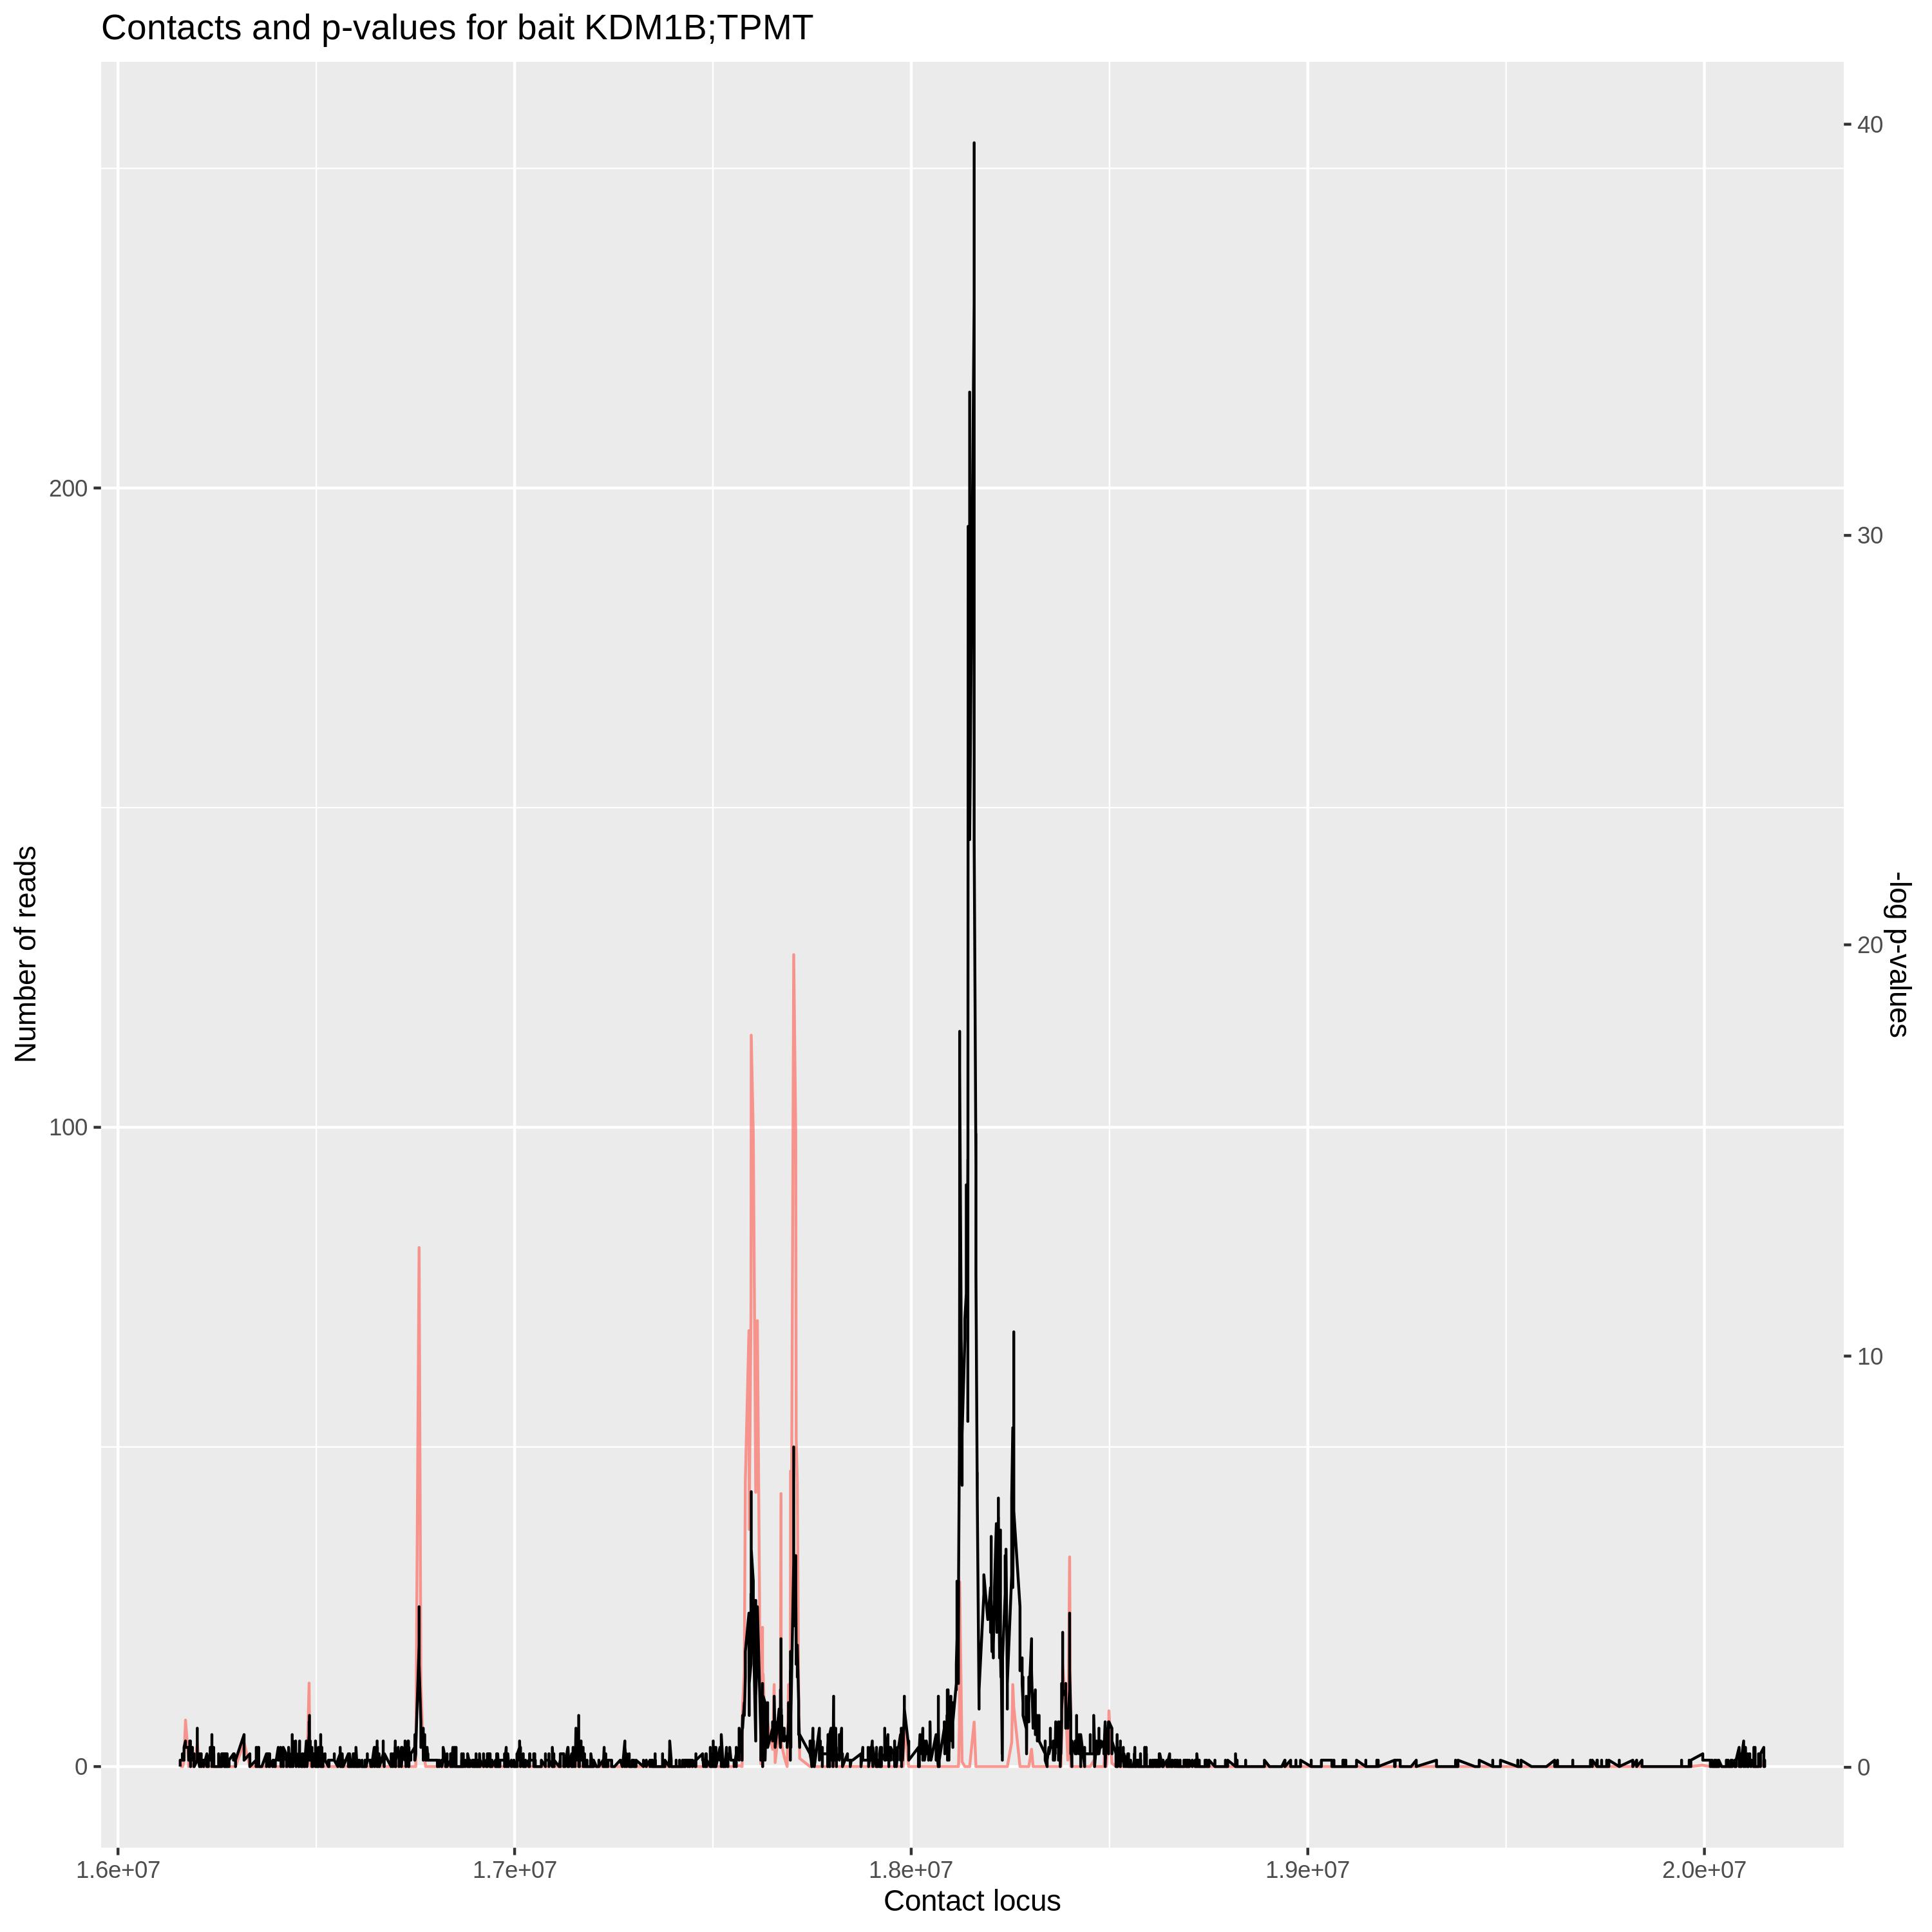 Contacts and p-values for bait KDM1B;TPMT
40
200
30
Number of reads
-log p-values
20
100
10
0
0
1.6e+07
1.7e+07
1.8e+07
1.9e+07
2.0e+07
Contact locus